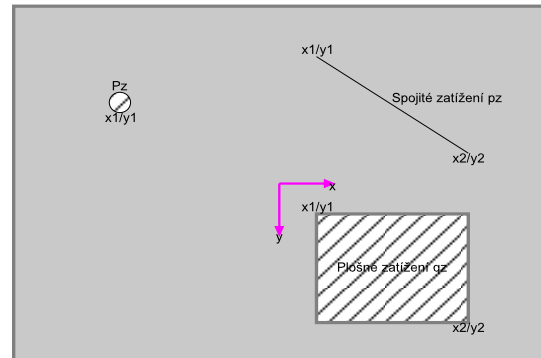 x1/y1
Pz
x1/y1
Spojité zatížení pz
x2/y2
x
x1/y1
y
Plošné zatížení qz
x2/y2